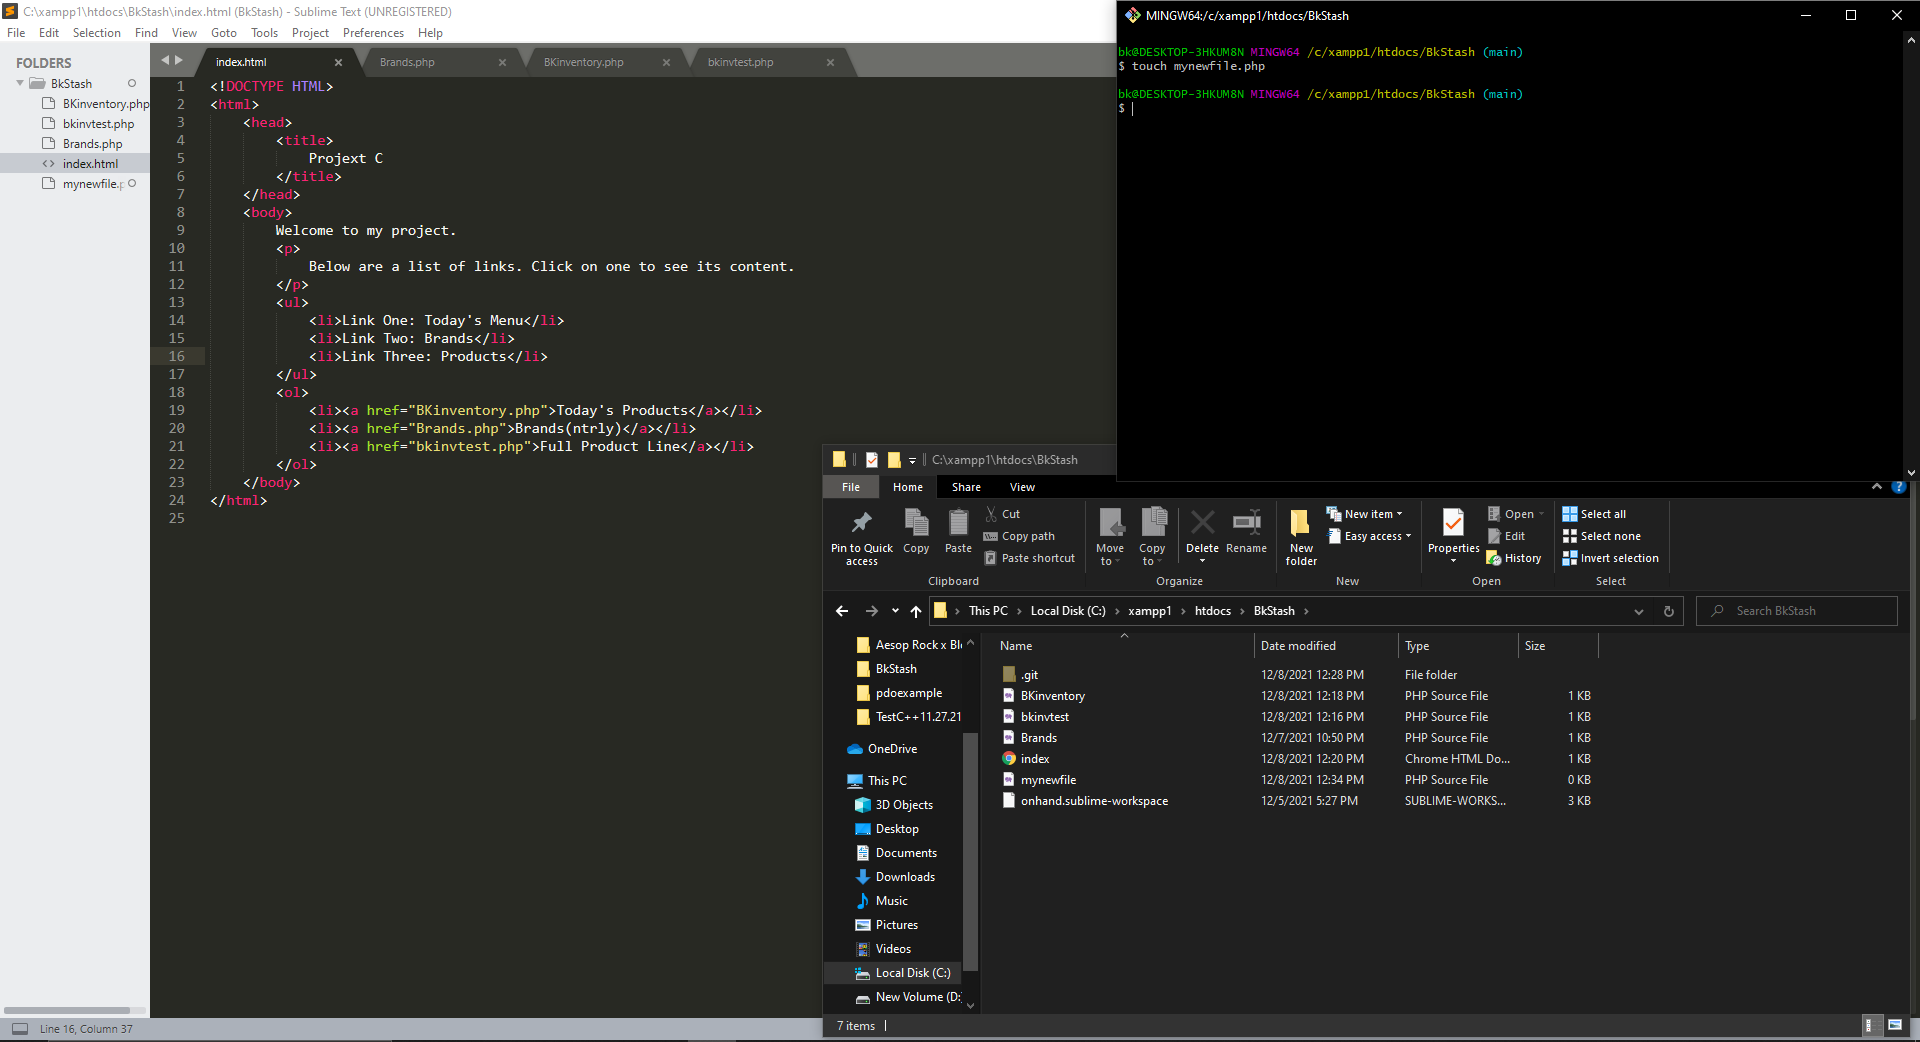 C:\xampp1\htdocs\BkStash\index.html (BkStash) - Sublime Text (UNREGISTERED)
File Edit Selection Find View Goto Tools Project Preferences Help
FOLDERS
BkStash
BKinventory.php
bkinvtest.php
Brands.php
index.html
mynewfile.p
index.html Brands.php BKinventory.php bkinvtest.php
1 <!DOCTYPE HTML>
2 <html>
3 <head>
4 <title>
5 Projext C
6 </title>
7 </head>
8 <body>
9 Welcome to my project.
10 <p>
11 Below are a list of links. Click on one to see its content.
12 </p>
13 <ul>
14 <li>Link One: Today's Menu</li>
15 <li>Link Two: Brands</li>
16 <li>Link Three: Products</li>
17 </ul>
18 <ol>
19 <li><a href="BKinventory.php">Today's Products</a></li>
20 <li><a href="Brands.php">Brands(ntrly)</a></li>
21 <li><a href="bkinvtest.php">Full Product Line</a></li>
22 </ol>
23 </body>
24 </html>
25
Line 16, Column 37
MINGW64:/c/xampp1/htdocs/BkStash
bk@DESKTOP-3HKUM8N MINGW64 /c/xampp1/htdocs/BkStash (main)
$ touch mynewfile.php
bk@DESKTOP-3HKUM8N MINGW64 /c/xampp1/htdocs/BkStash (main)
$
C:\xampp1\htdocs\BkStash
File Home Share View
Pin to Quick access
Copy
Paste
Cut
Copy path
Paste shortcut
Clipboard
Move to
Copy to
Delete
Rename
Organize
New folder
New item
Easy access
New
Properties
Open
Edit
History
Open
Select all
Select none
Invert selection
Select
This PC Local Disk (C:) xampp1 htdocs BkStash
Search BkStash
Aesop Rock x Blo
BkStash
pdoexample
TestC++11.27.21
OneDrive
This PC
3D Objects
Desktop
Documents
Downloads
Music
Pictures
Videos
Local Disk (C:)
New Volume (D:
Name Date modified Type Size
.git 12/8/2021 12:28 PM File folder
BKinventory 12/8/2021 12:18 PM PHP Source File 1 KB
bkinvtest 12/8/2021 12:16 PM PHP Source File 1 KB
Brands 12/7/2021 10:50 PM PHP Source File 1 KB
index 12/8/2021 12:20 PM Chrome HTML Do... 1 KB
mynewfile 12/8/2021 12:34 PM PHP Source File 0 KB
onhand.sublime-workspace 12/5/2021 5:27 PM SUBLIME-WORKS... 3 KB
7 items